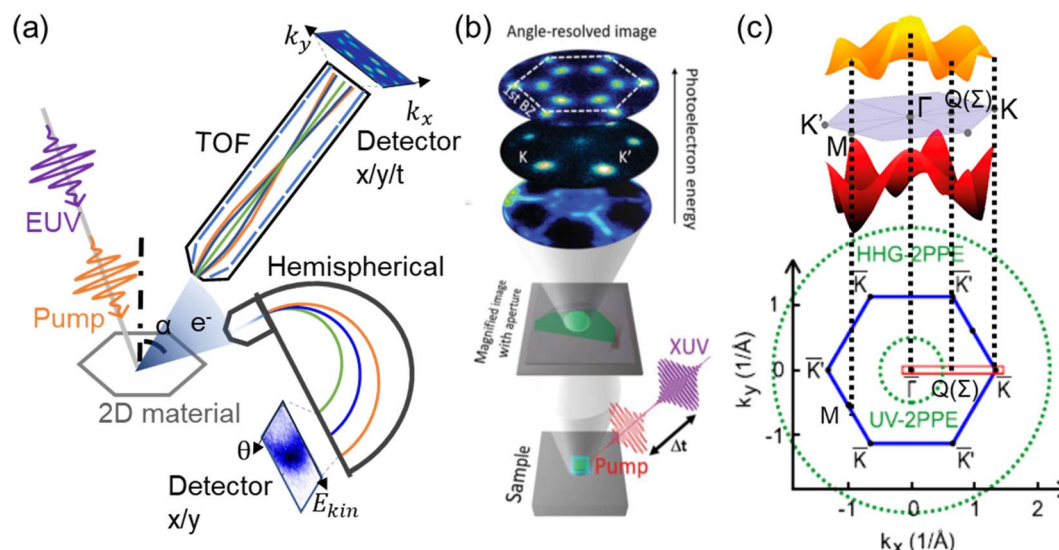 (a)
k_y
k_x
TOF
Detector
x/y/t
EUV
Pump
α
e-
Hemispherical
2D material
θ
E_kin
Detector
x/y
(b)
Angle-resolved image
1st BZ
K
K'
Photoelectron energy
Magnified image
with aperture
XUV
Pump
Δt
Sample
(c)
Γ
Q(Σ)
K
K'
M
HHG-2PPE
K̅
K̅'
1
k_y (1/Å)
0
K̅'
Γ̅
Q(Σ)
K̅
M
UV-2PPE
-1
K̅
K̅'
-1
0
1
2
k_x (1/Å)